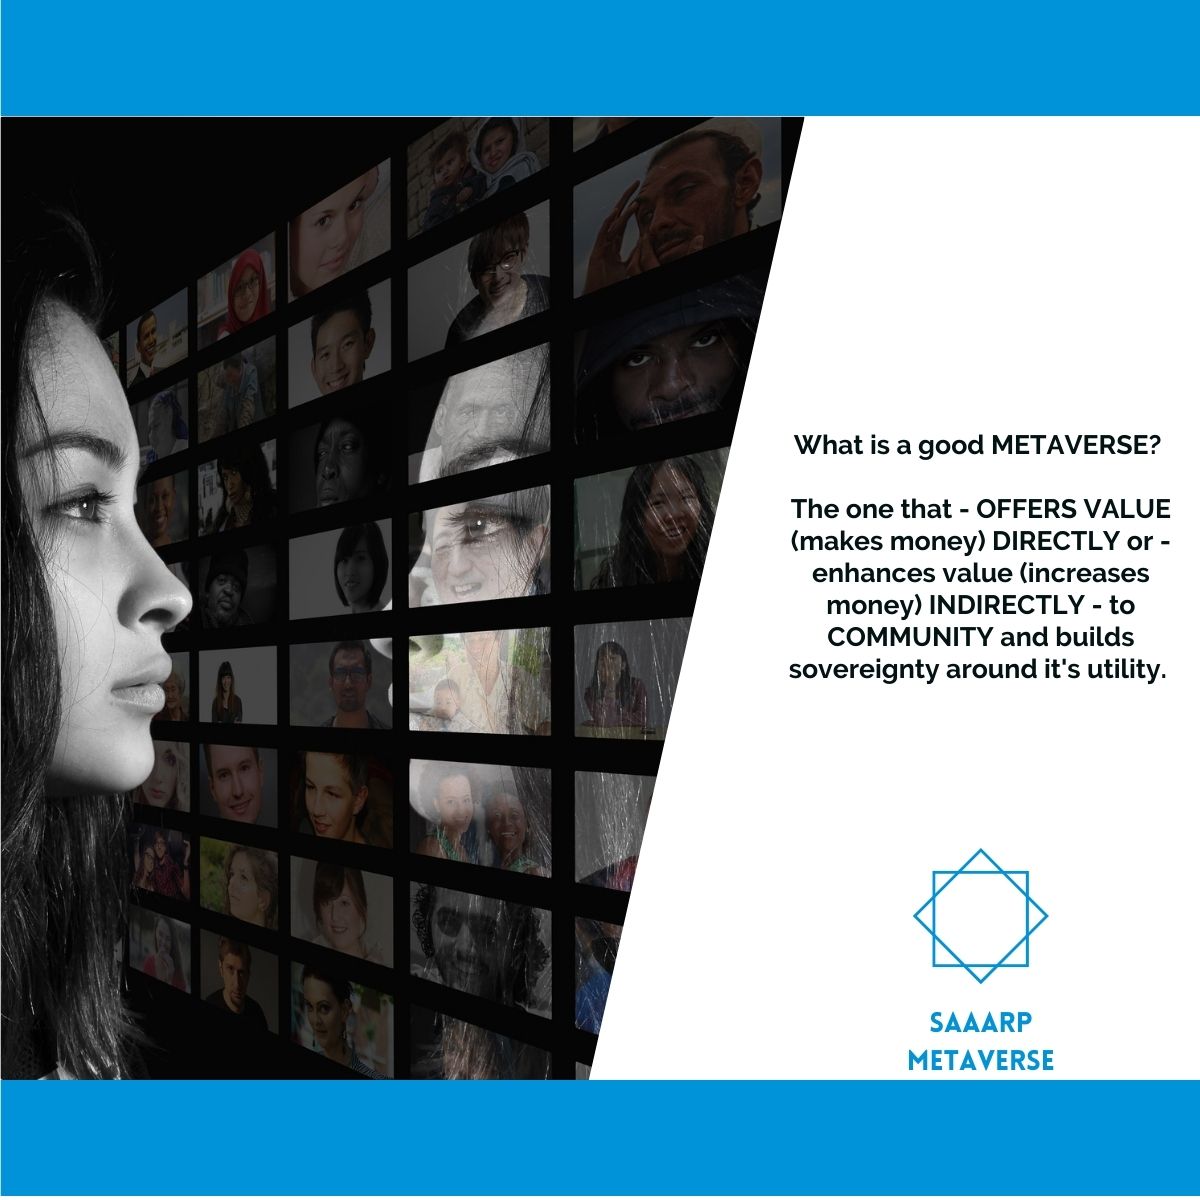 What is a good METAVERSE?
The one that - OFFERS VALUE
(makes money) DIRECTLY or -
enhances value (increases
money) INDIRECTLY - to
COMMUNITY and builds
sovereignty around it's utility.
SAAARP
METAVERSE